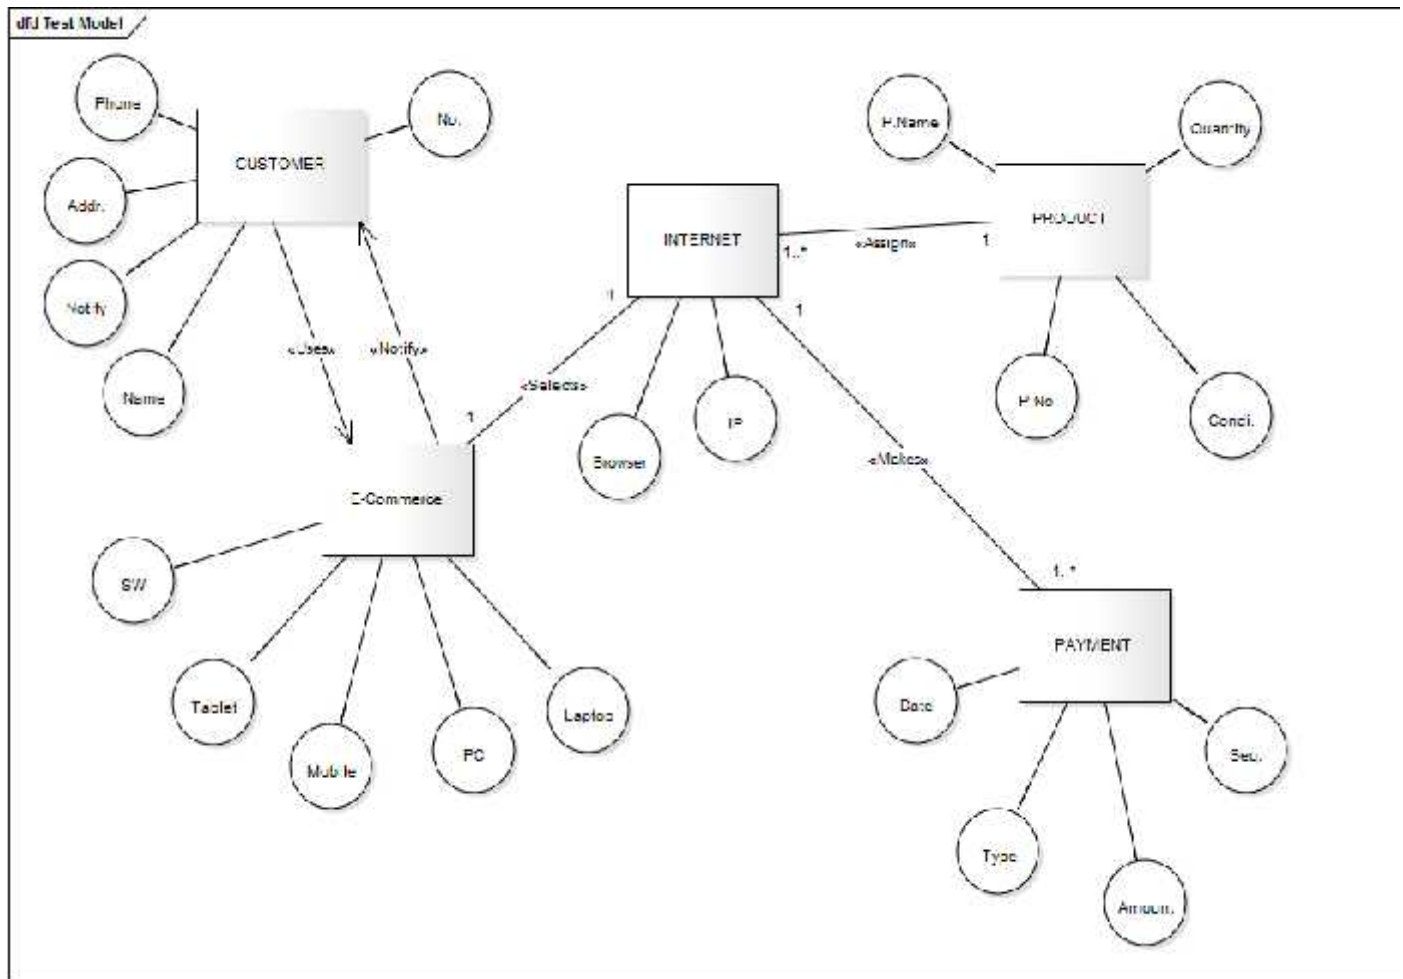 dfd Test Model
Phone
No.
CUSTOMER
Addr.
Notify
Name
«Uses»
«Notify»
P.Name
Quantity
PRODUCT
INTERNET
1..*
«Assign»
1
1
1
«Selects»
1
Browser
IP
P.No
Condi.
«Makes»
1..*
E-Commerce
SW
Tablet
Mobile
PC
Laptop
PAYMENT
Date
Seq.
Type
Amount.